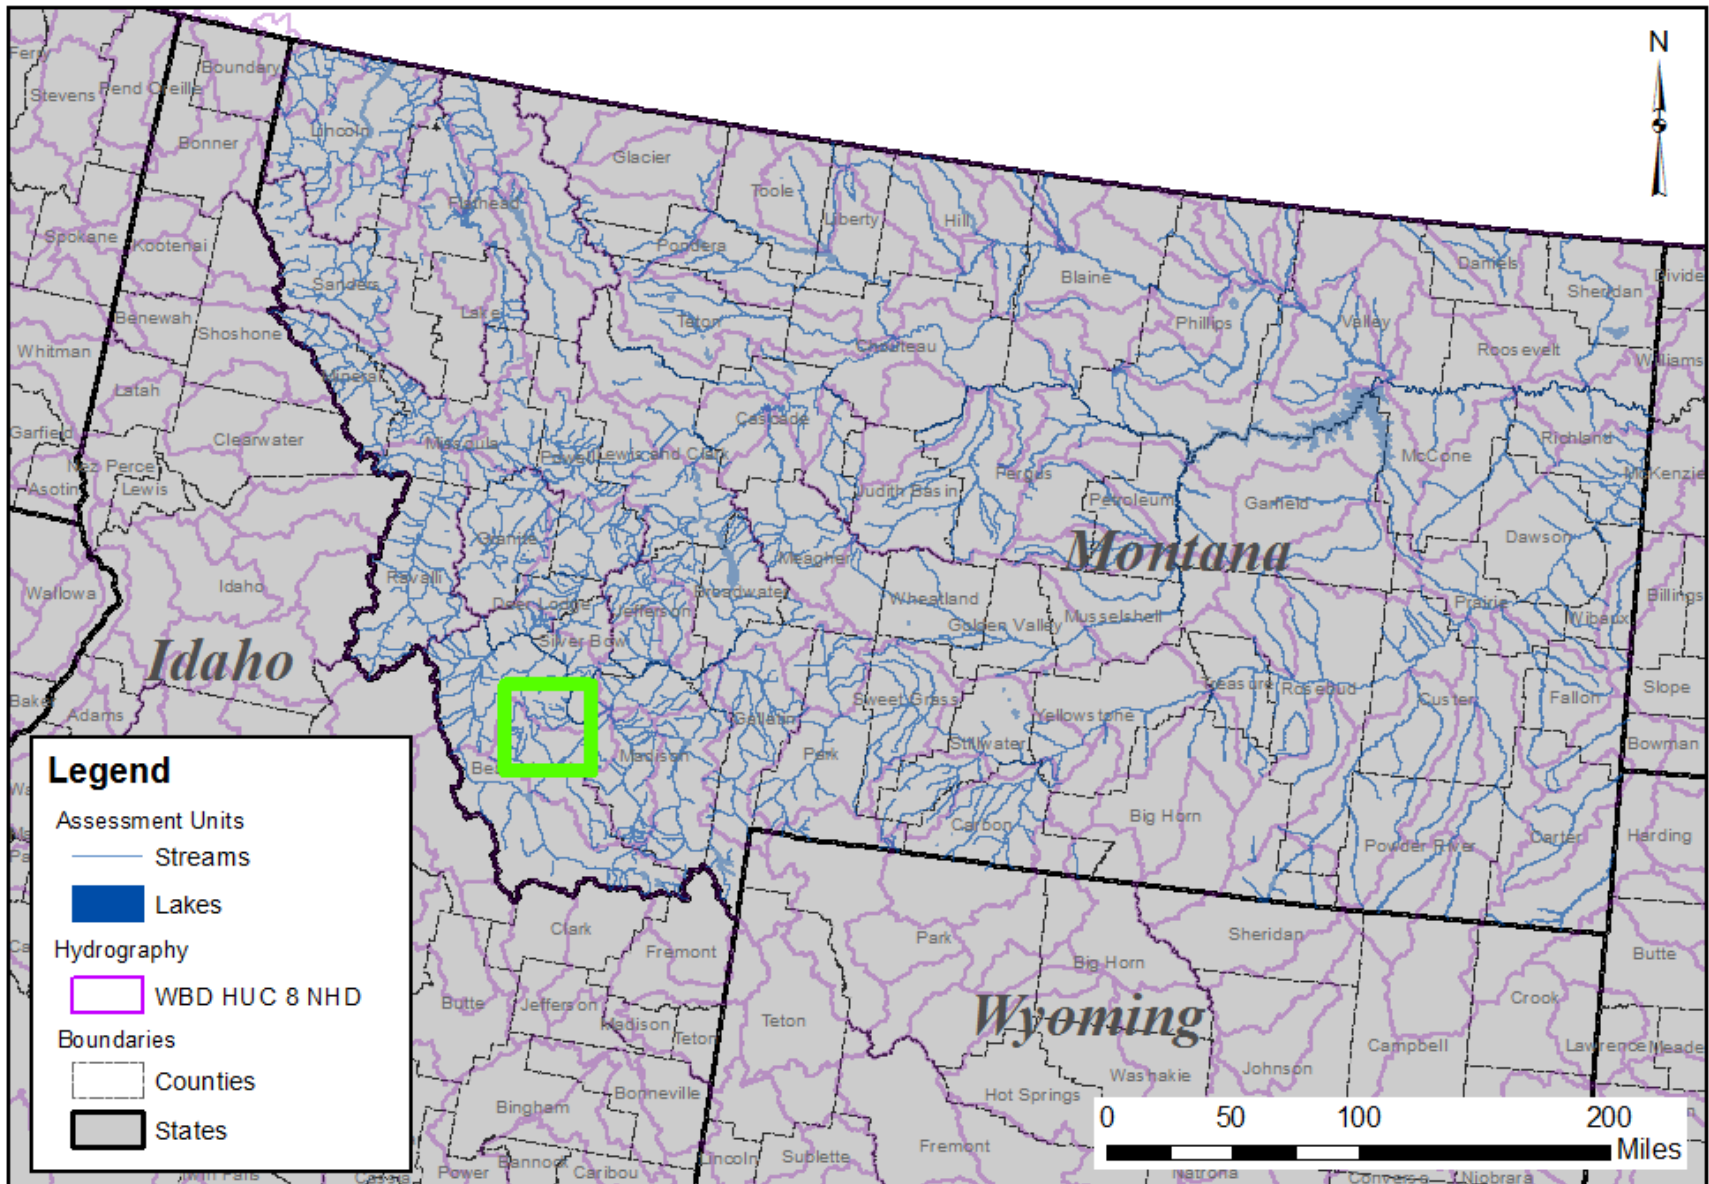 N
Ferry
Boundary
Stevens
Pend Oreille
Bonner
Lincoln
Glacier
Toole
Flathead
Liberty
Hill
Spokane
Kootenai
Pondera
Blaine
Daniels
Divide
Sanders
Sheridan
Benewah
Shoshone
Lake
Teton
Phillips
Valley
Chouteau
Roosevelt
Whitman
Williams
Mineral
Latah
Cascade
Garfield
Clearwater
Missoula
Powell
Lewis and Clark
Richland
Nez Perce
Fergus
McCone
McKenzie
Asotin
Lewis
Judith Basin
Petroleum
Garfield
Granite
Montana
Dawson
Meagher
Ravalli
Idaho
Wallowa
Deer Lodge
Jefferson
Broadwater
Wheatland
Prairie
Billings
Golden Valley
Musselshell
Wibaux
Silver Bow
Idaho
Baker
Adams
Gallatin
Sweet Grass
Treasure
Rosebud
Custer
Fallon
Slope
Yellowstone
Madison
Park
Stillwater
Bowman
Big Horn
Carbon
Powder River
Carter
Harding
Legend
Assessment Units
Streams
Lakes
Hydrography
WBD HUC 8 NHD
Boundaries
Counties
States
Clark
Fremont
Park
Sheridan
Big Horn
Butte
Butte
Jefferson
Madison
Teton
Teton
Wyoming
Crook
Campbell
Lawrence
Meade
Washakie
Johnson
Bingham
Bonneville
Hot Springs
0 50 100 200
Miles
Fremont
Power
Bannock
Caribou
Lincoln
Sublette
Natrona
Converse
Niobrara